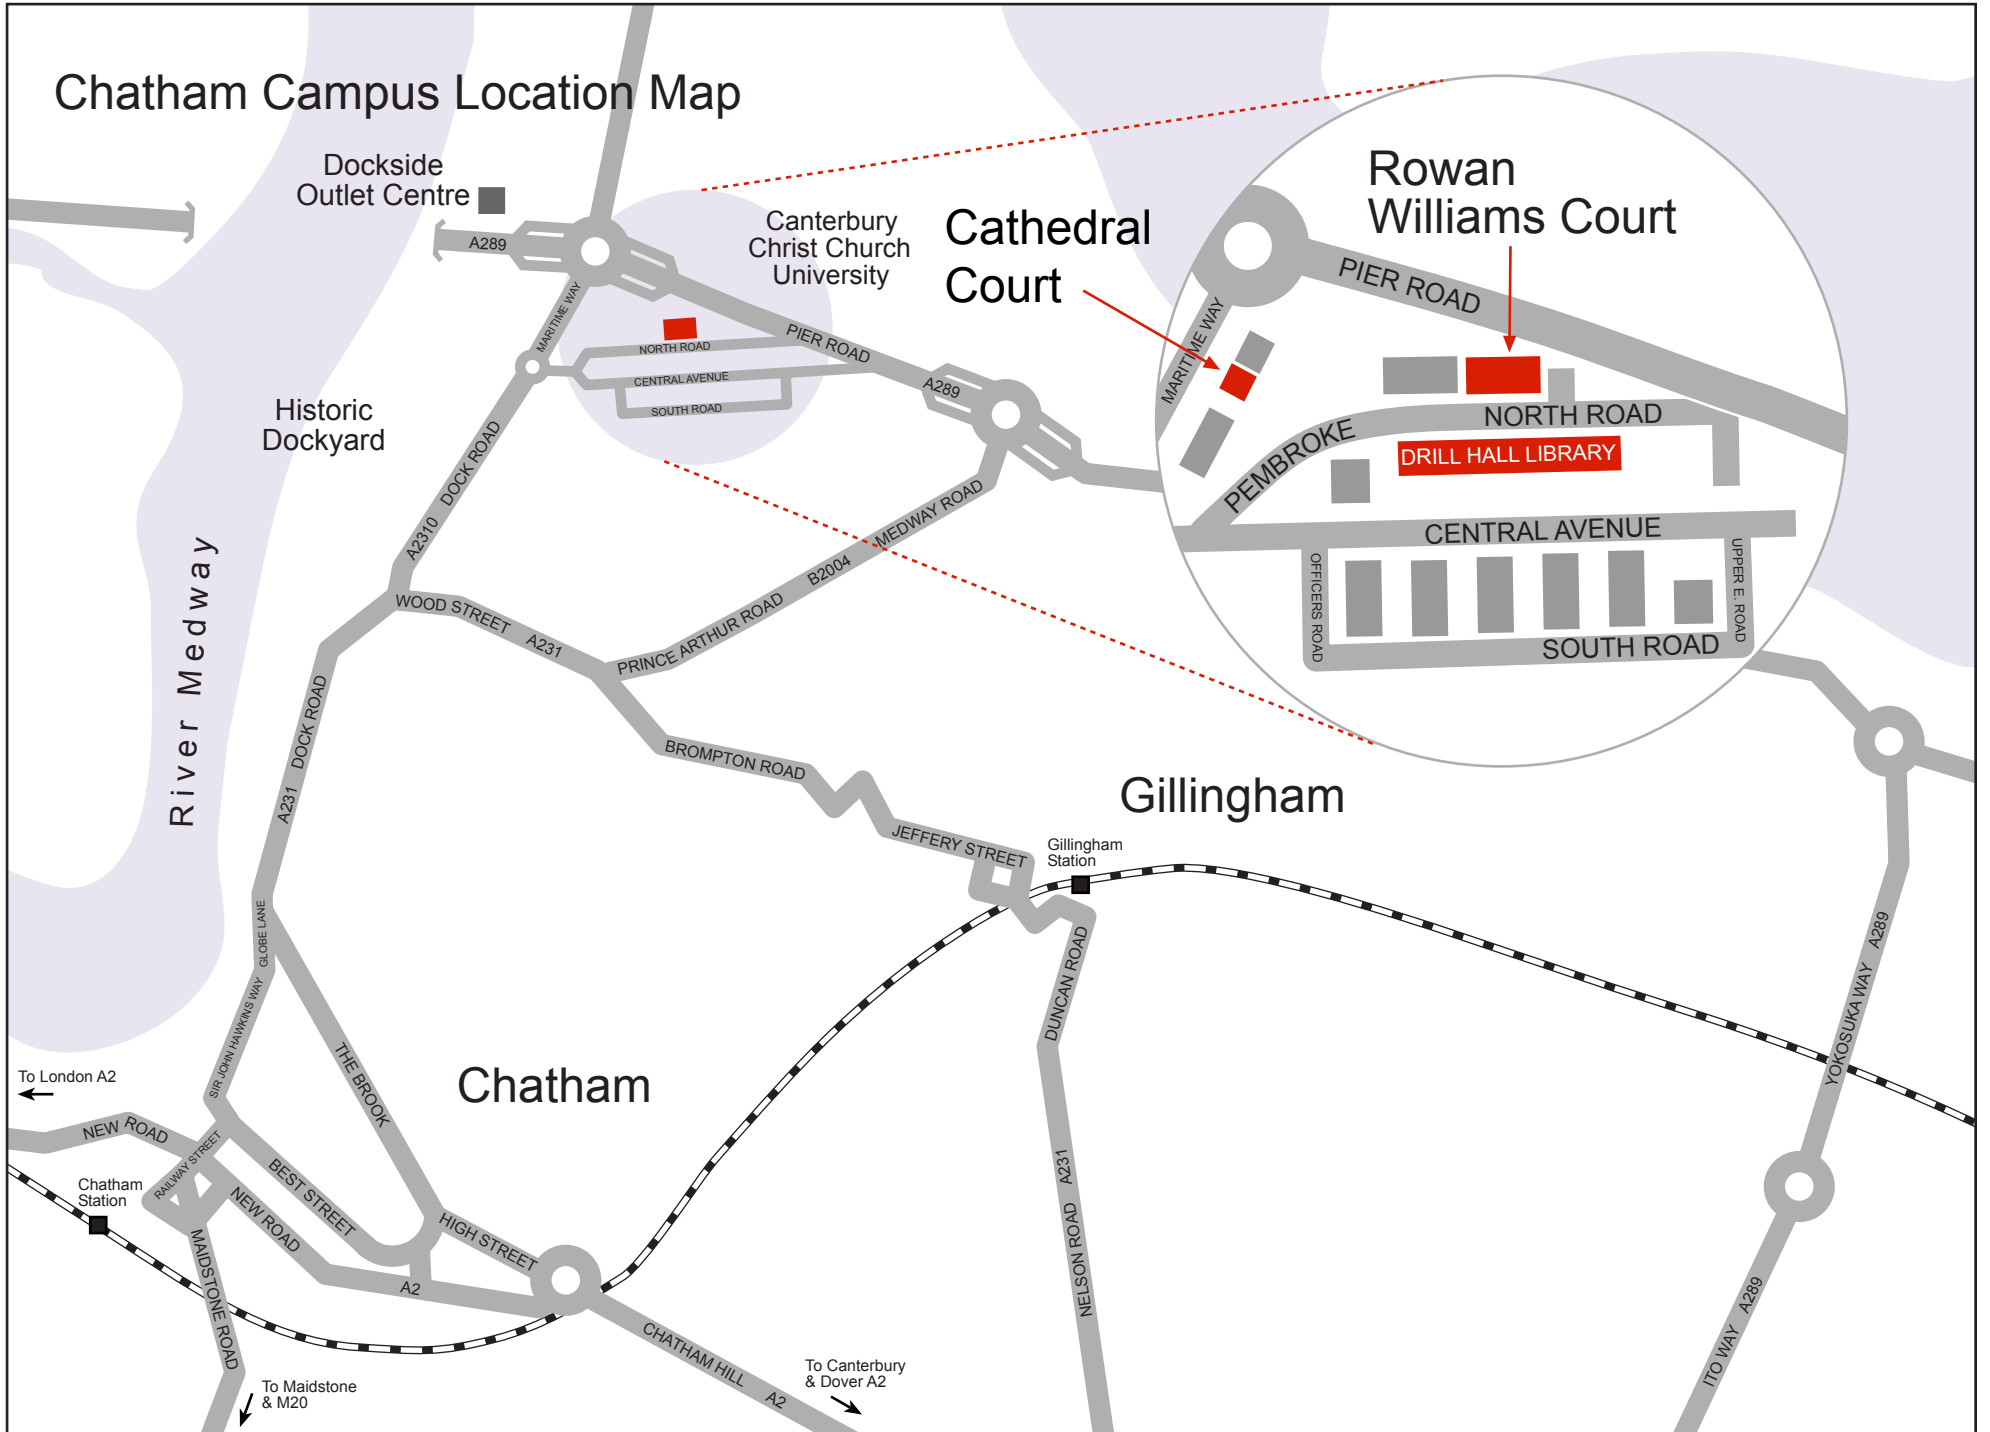 Chatham Campus Location Map
Dockside
Outlet Centre
A289
Canterbury
Christ Church
University
Cathedral
Court
Rowan
Williams Court
PIER ROAD
MARITIME WAY
NORTH ROAD
PEMBROKE
DRILL HALL LIBRARY
CENTRAL AVENUE
OFFICERS ROAD
UPPER E. ROAD
SOUTH ROAD
MARITIME WAY
NORTH ROAD
CENTRAL AVENUE
SOUTH ROAD
PIER ROAD
A289
Historic
Dockyard
A2310 DOCK ROAD
River Medway
WOOD STREET A231
PRINCE ARTHUR ROAD B2004 MEDWAY ROAD
A231 DOCK ROAD
BROMPTON ROAD
JEFFERY STREET
Gillingham
Gillingham
Station
DUNCAN ROAD
GLOBE LANE
SIR JOHN HAWKINS WAY
THE BROOK
Chatham
To London A2
NEW ROAD
RAILWAY STREET
Chatham
Station
BEST STREET
NEW ROAD
MAIDSTONE ROAD
A2
HIGH STREET
CHATHAM HILL A2
To Maidstone
& M20
To Canterbury
& Dover A2
NELSON ROAD A231
YOKOSUKA WAY A289
ITO WAY A289